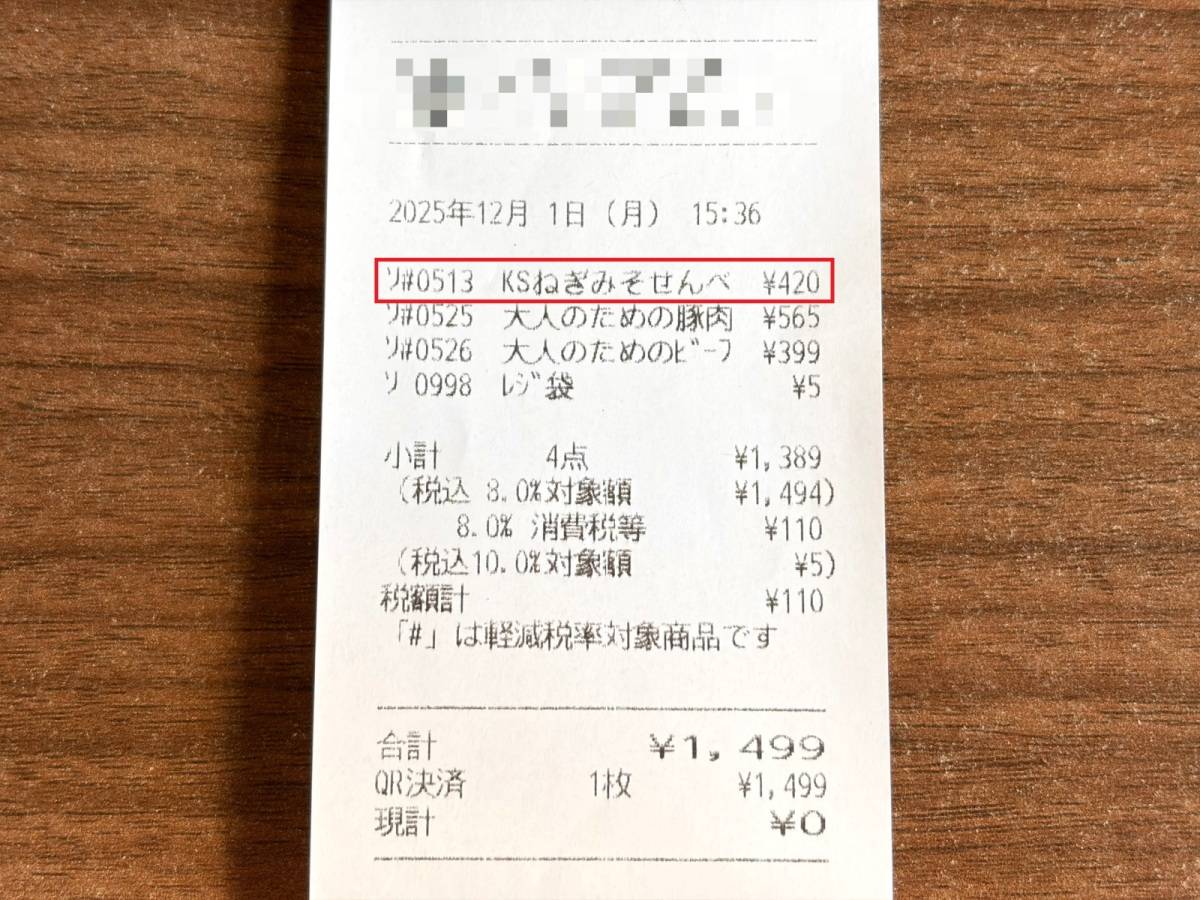 2025年12月 1日（月） 15:36
ソ#0513 KSねぎみそせんべ ¥420
ソ#0525 大人のための豚肉 ¥565
ソ#0526 大人のためのﾋﾞｰﾌ ¥399
ソ 0998 ﾚｼﾞ袋 ¥5
小計 4点 ¥1,389
（税込 8.0%対象額 ¥1,494）
8.0% 消費税等 ¥110
（税込10.0%対象額 ¥5）
税額計 ¥110
「#」は軽減税率対象商品です
合計 ¥1,499
QR決済 1枚 ¥1,499
現計 ¥0